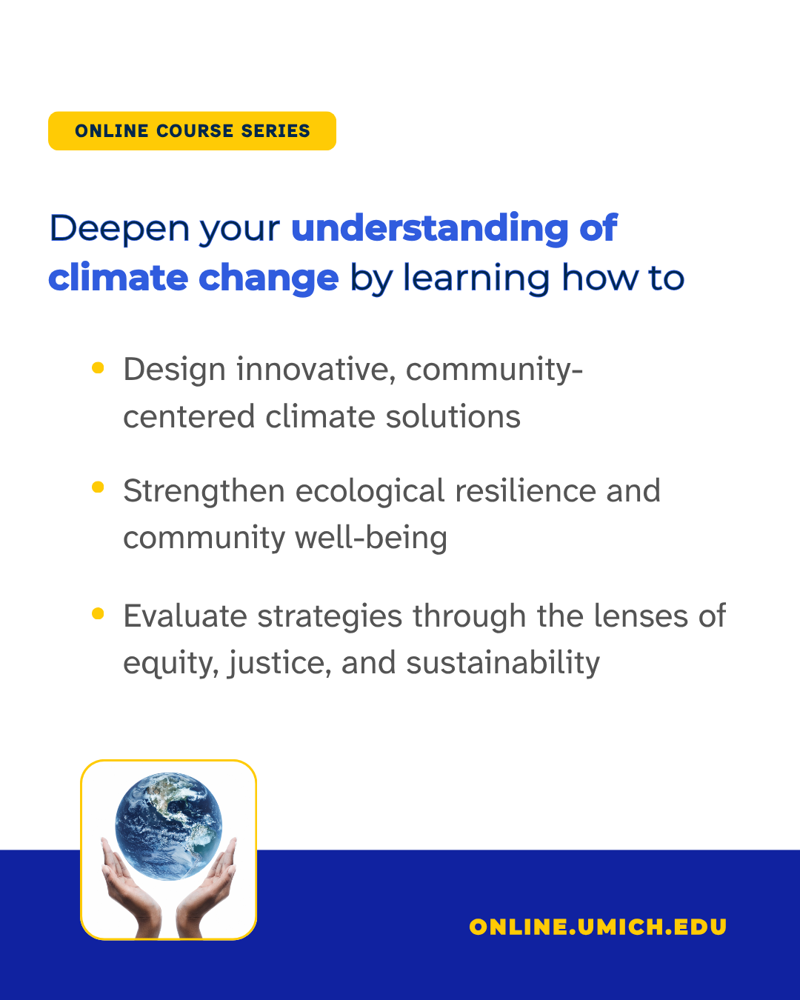 ONLINE COURSE SERIES
Deepen your understanding of
climate change by learning how to
Design innovative, community-
centered climate solutions
Strengthen ecological resilience and
community well-being
Evaluate strategies through the lenses of
equity, justice, and sustainability
ONLINE.UMICH.EDU